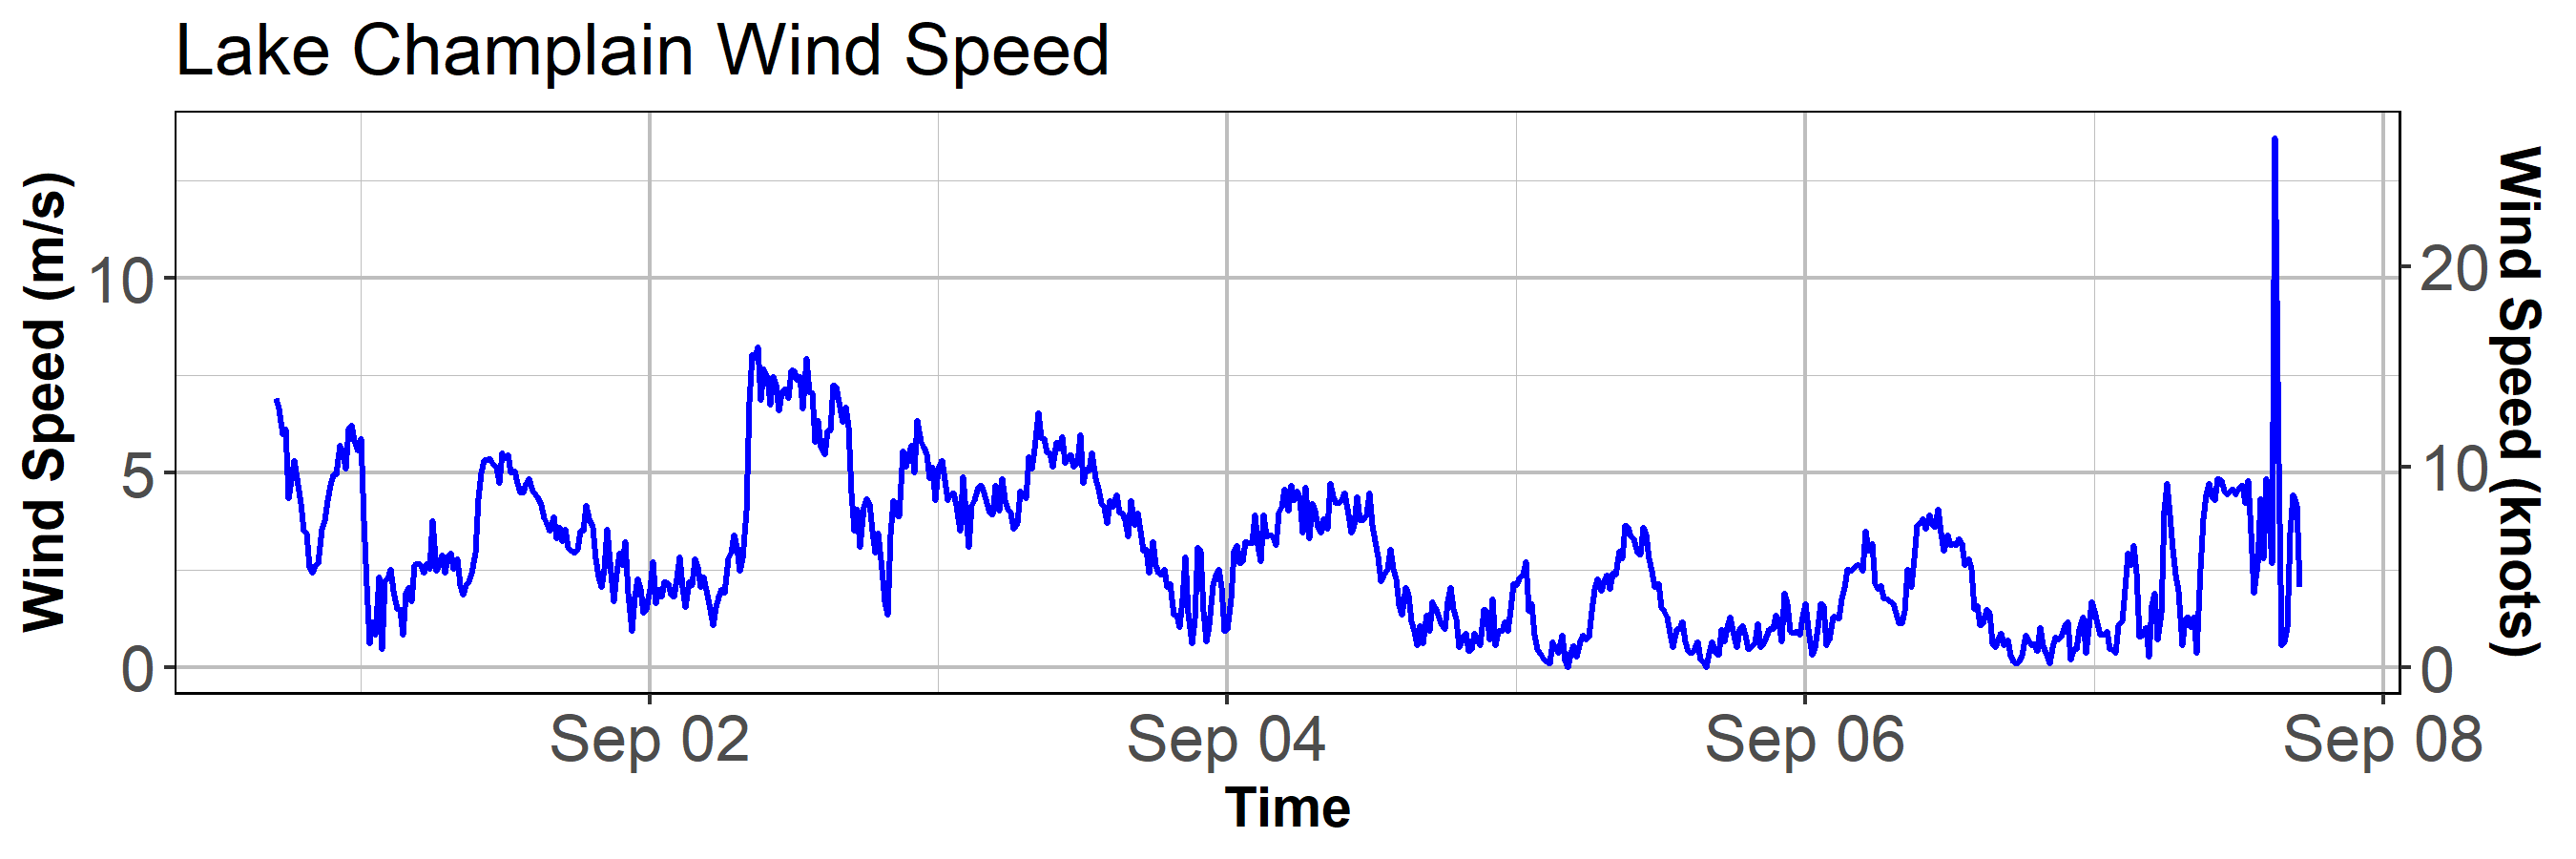 Lake Champlain Wind Speed
Wind Speed (m/s)
10
5
0
20
10
0
Wind Speed (knots)
Sep 02 Sep 04 Sep 06 Sep 08
Time